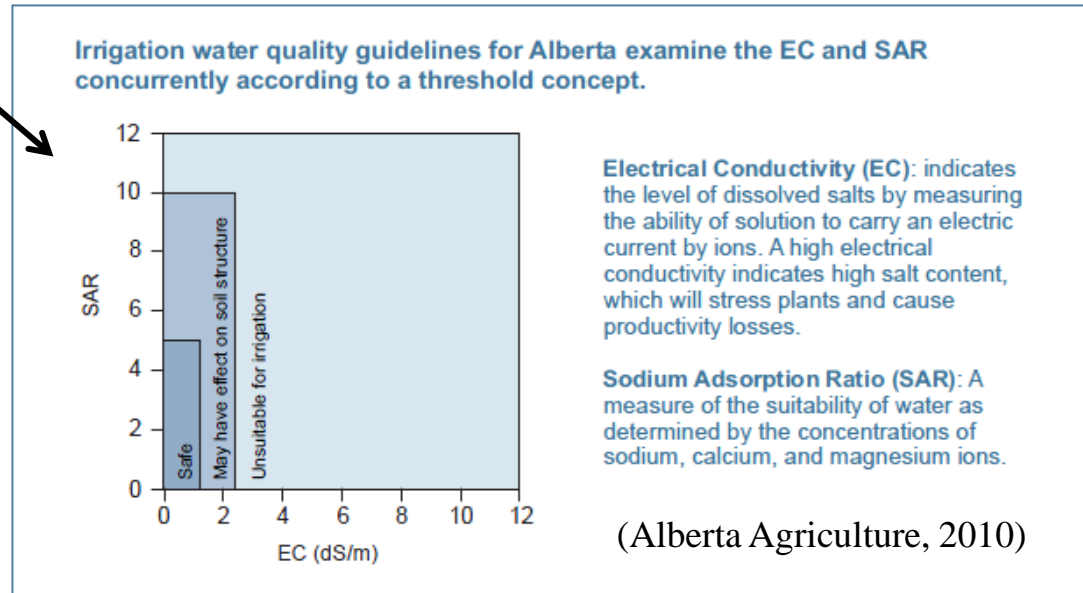 Irrigation water quality guidelines for Alberta examine the EC and SAR
concurrently according to a threshold concept.
12
10
8
6
4
2
0
SAR
Safe
May have effect on soil structure
Unsuitable for irrigation
0 2 4 6 8 10 12
EC (dS/m)
Electrical Conductivity (EC): indicates
the level of dissolved salts by measuring
the ability of solution to carry an electric
current by ions. A high electrical
conductivity indicates high salt content,
which will stress plants and cause
productivity losses.
Sodium Adsorption Ratio (SAR): A
measure of the suitability of water as
determined by the concentrations of
sodium, calcium, and magnesium ions.
(Alberta Agriculture, 2010)